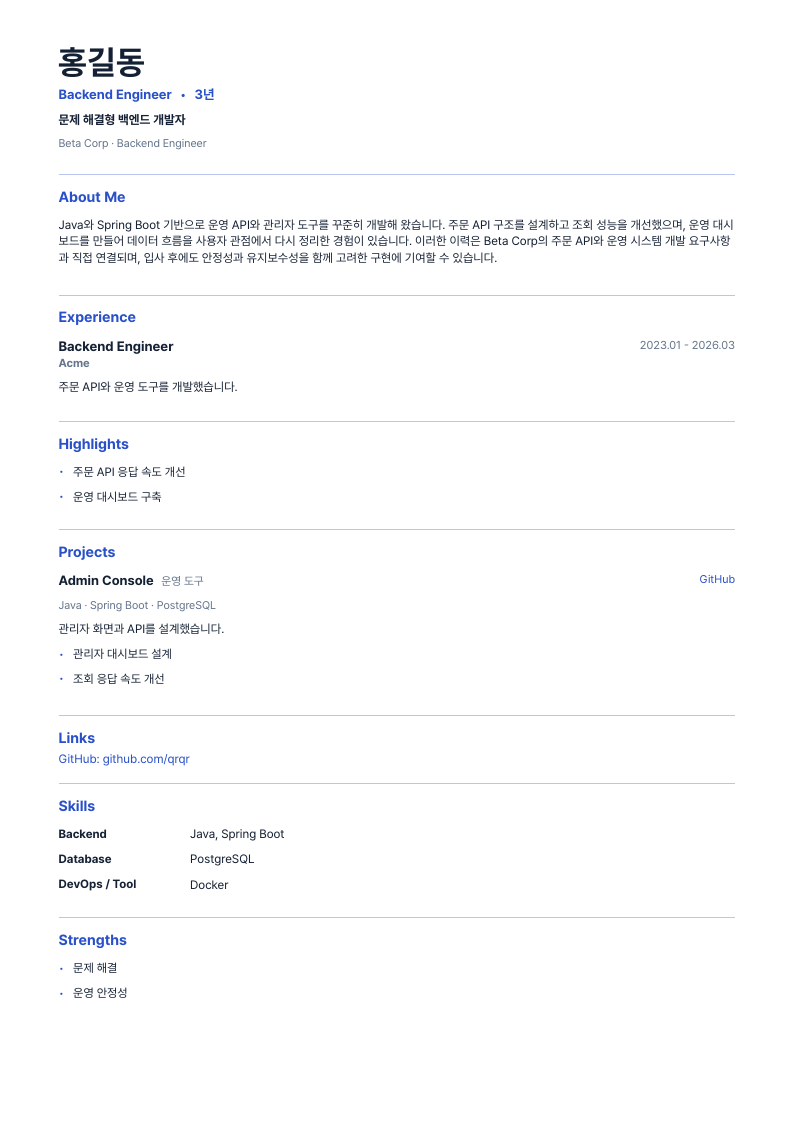 홍길동
Backend Engineer • 3년
문제 해결형 백엔드 개발자
Beta Corp · Backend Engineer
About Me
Java와 Spring Boot 기반으로 운영 API와 관리자 도구를 꾸준히 개발해 왔습니다. 주문 API 구조를 설계하고 조회 성능을 개선했으며, 운영 대시
보드를 만들어 데이터 흐름을 사용자 관점에서 다시 정리한 경험이 있습니다. 이러한 이력은 Beta Corp의 주문 API와 운영 시스템 개발 요구사항
과 직접 연결되며, 입사 후에도 안정성과 유지보수성을 함께 고려한 구현에 기여할 수 있습니다.
Experience
Backend Engineer 2023.01 - 2026.03
Acme
주문 API와 운영 도구를 개발했습니다.
Highlights
• 주문 API 응답 속도 개선
• 운영 대시보드 구축
Projects
Admin Console 운영 도구 GitHub
Java · Spring Boot · PostgreSQL
관리자 화면과 API를 설계했습니다.
• 관리자 대시보드 설계
• 조회 응답 속도 개선
Links
GitHub: github.com/qrqr
Skills
Backend Java, Spring Boot
Database PostgreSQL
DevOps / Tool Docker
Strengths
• 문제 해결
• 운영 안정성